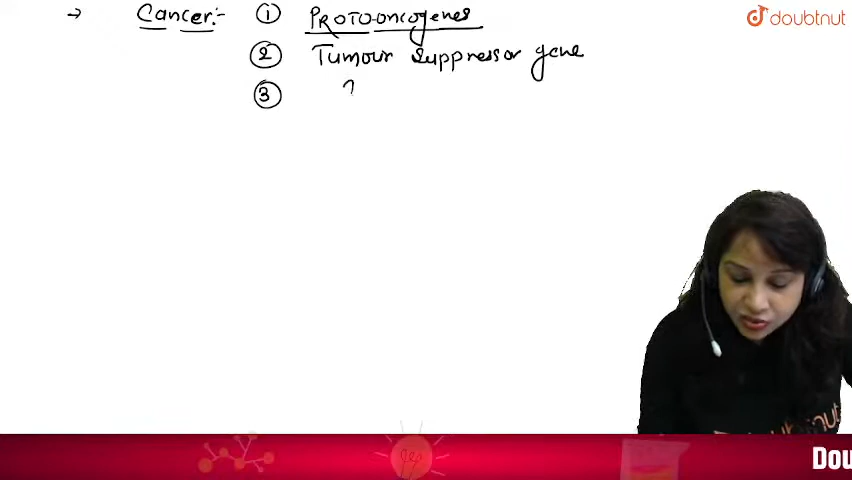 → Cancer:- ① PROTO-oncogenes
② Tumour suppressor gene
③
doubtnut
Dou